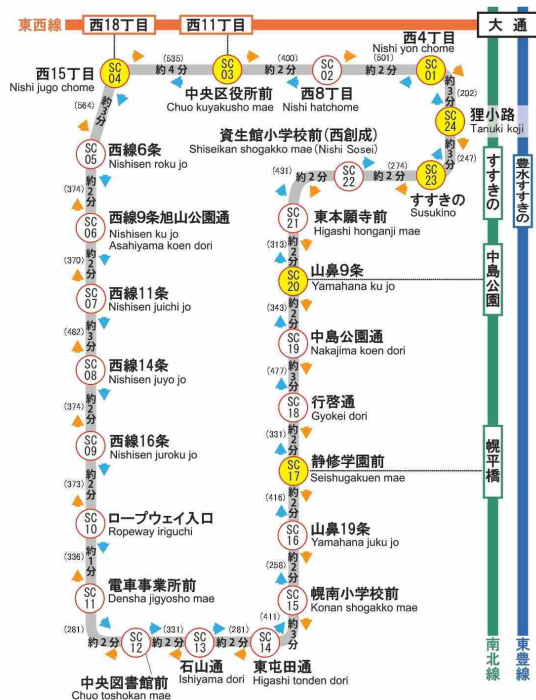 東西線
西18丁目
西11丁目
大通
西15丁目
Nishi jugo chome
SC
04
(535)
約4分
SC
03
中央区役所前
Chuo kuyakusho mae
(400)
約2分
SC
02
西8丁目
Nishi hatchome
(501)
約2分
西4丁目
Nishi yon chome
SC
01
(202)
約3分
SC
24
狸小路
Tanuki koji
(247)
約3分
SC
23
すすきの
Susukino
(274)
約2分
資生館小学校前(西創成)
Shiseikan shogakko mae (Nishi Sosei)
SC
22
(431)
約2分
SC
21
東本願寺前
Higashi honganji mae
(313)
約2分
SC
20
山鼻9条
Yamahana ku jo
(343)
約2分
SC
19
中島公園通
Nakajima koen dori
(477)
約3分
SC
18
行啓通
Gyokei dori
(331)
約2分
SC
17
静修学園前
Seishugakuen mae
(416)
約2分
SC
16
山鼻19条
Yamahana juku jo
(258)
約2分
SC
15
幌南小学校前
Konan shogakko mae
(411)
約3分
SC
14
東屯田通
Higashi tonden dori
(281)
約2分
SC
13
石山通
Ishiyama dori
(331)
約2分
SC
12
中央図書館前
Chuo toshokan mae
(281)
約2分
SC
11
電車事業所前
Densha jigyosho mae
(336)
約1分
SC
10
ロープウェイ入口
Ropeway iriguchi
(373)
約2分
SC
09
西線16条
Nishisen juroku jo
(374)
約2分
SC
08
西線14条
Nishisen juyo jo
(482)
約3分
SC
07
西線11条
Nishisen juichi jo
(370)
約2分
SC
06
西線9条旭山公園通
Nishisen ku jo
Asahiyama koen dori
(374)
約2分
SC
05
西線6条
Nishisen roku jo
(564)
約3分
すすきの
豊水すすきの
中島公園
幌平橋
南北線
東豊線